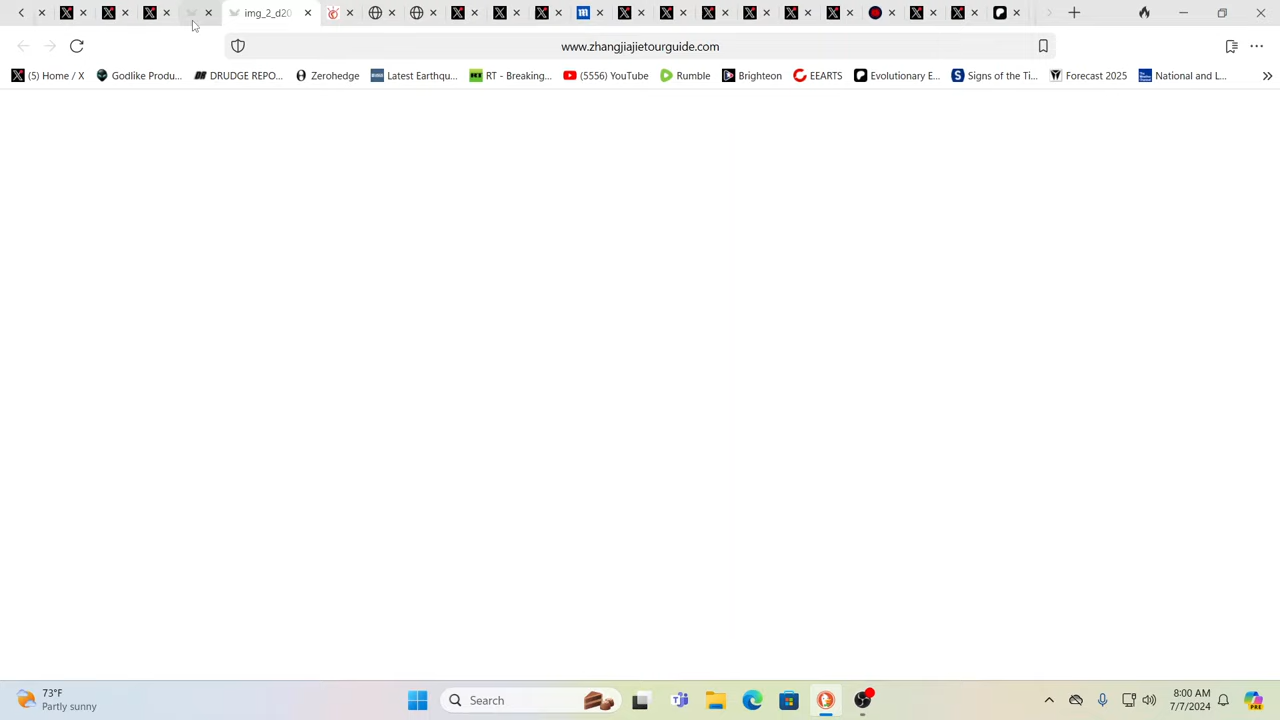 img_2_d20
www.zhangjiajietourguide.com
(5) Home / X
Godlike Produ...
DRUDGE REPO...
Zerohedge
Latest Earthqu...
RT - Breaking...
(5556) YouTube
Rumble
Brighteon
EEARTS
Evolutionary E...
Signs of the Ti...
Forecast 2025
National and L...
73°F
Partly sunny
Search
8:00 AM
7/7/2024